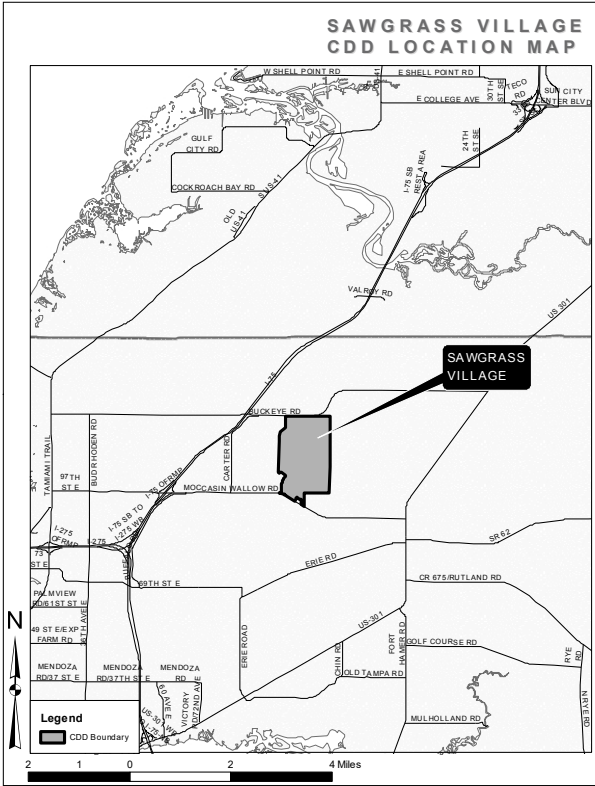 SAWGRASS VILLAGE
CDD LOCATION MAP
W SHELL POINT RD
E SHELL POINT RD
E COLLEGE AVE
30TH
ST SE
TECO
RD
SUN CITY
CENTER BLVD
GULF
CITY RD
24TH
ST SE
COCKROACH BAY RD
S US 41
OLD
US 41
I-75 SB
REST AREA
VALROY RD
US 301
I-75
SAWGRASS
VILLAGE
BUCKEYE RD
TAMIAMI TRAIL
BUD RHODEN RD
CARTER RD
97TH
ST E
MOCCASIN WALLOW RD
I-75 OFRMP
I-75 SB TO
I-275 WB
I-275
OFRMP
I-275
73
ST E
ERIE RD
SR 62
69TH ST E
CR 675/RUTLAND RD
PALMVIEW
RD/61ST ST E
36TH AVE E
49 ST E/EXP
FARM RD
ERIE ROAD
US-301
FORT
HAMER RD
GOLF COURSE RD
RYE
RD
CHIN RD
OLD TAMPA RD
MENDOZA
RD/37 ST E
MENDOZA
RD/37TH ST E
MENDOZA
RD
60 AVE E
VICTORY
RD/72ND AVE
N RYE RD
MULHOLLAND RD
N
Legend
CDD Boundary
2 1 0 2 4 Miles